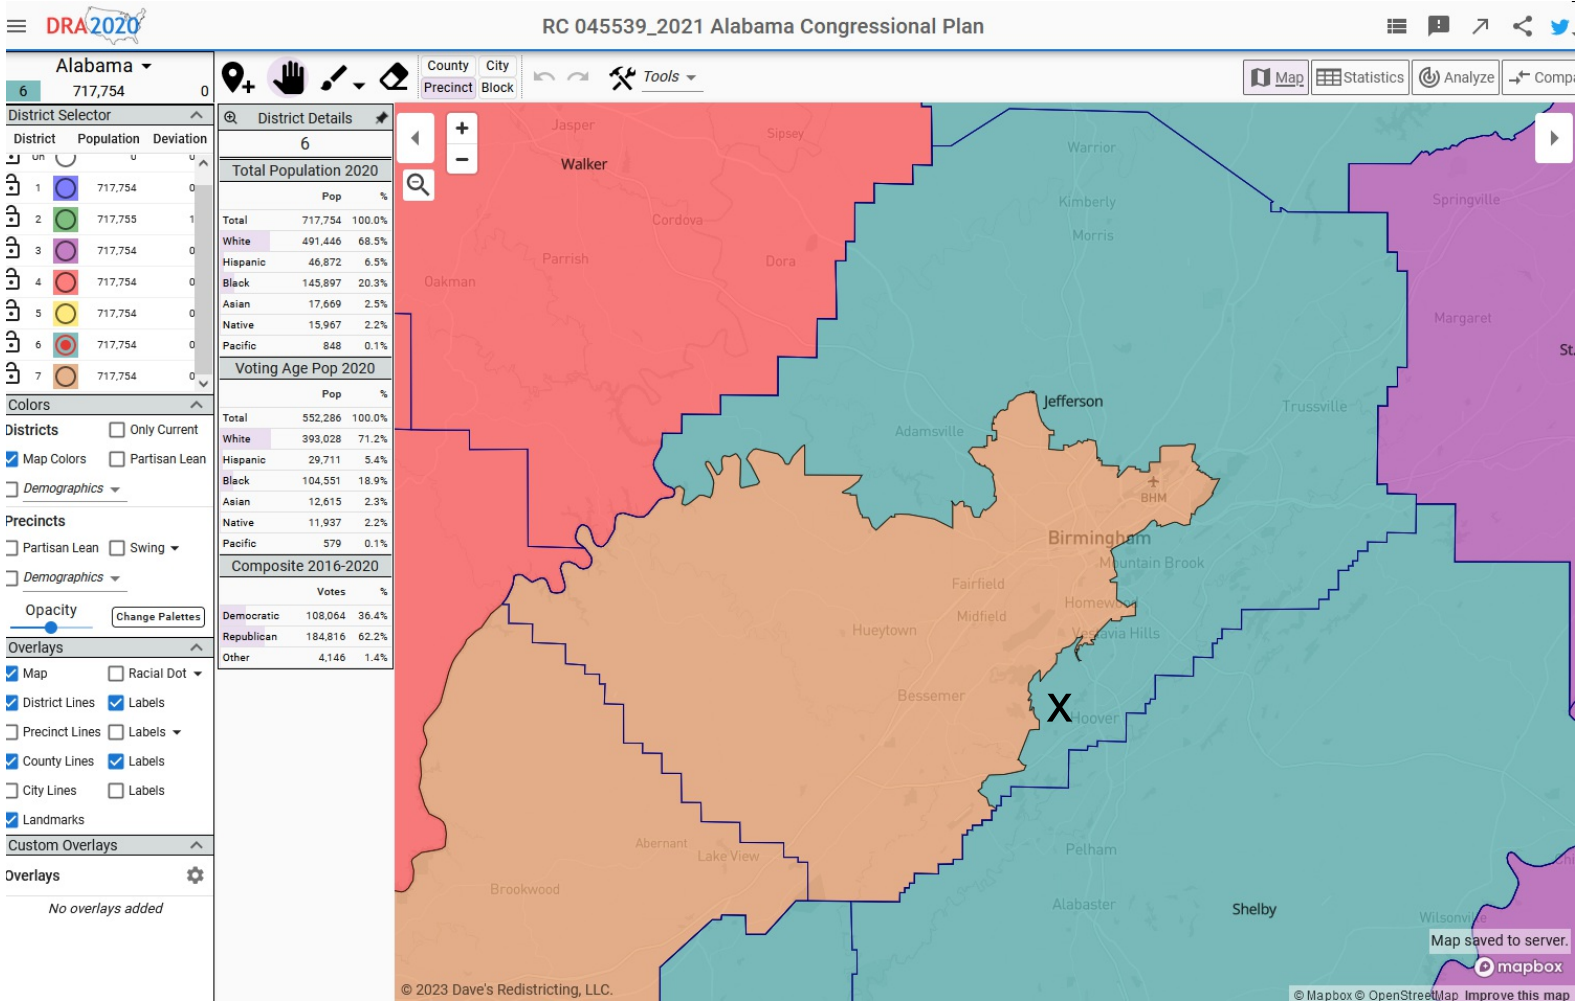 DRA2020
RC 045539_2021 Alabama Congressional Plan
Alabama
6 717,754 0
County City
Precinct Block
Tools
Map
Statistics
Analyze
Compa
District Selector
District Population Deviation
Un 0 0
1 717,754 0
2 717,755 1
3 717,754 0
4 717,754 0
5 717,754 0
6 717,754 0
7 717,754 0
Colors
Districts Only Current
Map Colors Partisan Lean
Demographics
Precincts
Partisan Lean Swing
Demographics
Opacity Change Palettes
Overlays
Map Racial Dot
District Lines Labels
Precinct Lines Labels
County Lines Labels
City Lines Labels
Landmarks
Custom Overlays
Overlays
No overlays added
District Details
6
Total Population 2020
Pop %
Total 717,754 100.0%
White 491,446 68.5%
Hispanic 46,872 6.5%
Black 145,897 20.3%
Asian 17,669 2.5%
Native 15,967 2.2%
Pacific 848 0.1%
Voting Age Pop 2020
Pop %
Total 552,286 100.0%
White 393,028 71.2%
Hispanic 29,711 5.4%
Black 104,551 18.9%
Asian 12,615 2.3%
Native 11,937 2.2%
Pacific 579 0.1%
Composite 2016-2020
Votes %
Democratic 108,064 36.4%
Republican 184,816 62.2%
Other 4,146 1.4%
+
−
Jasper
Sipsey
Walker
Warrior
Springville
Kimberly
Cordova
Morris
Parrish
Dora
Oakman
Margaret
St.
Jefferson
Trussville
Adamsville
BHM
Birmingham
Mountain Brook
Fairfield
Homewood
Midfield
Hueytown
Vestavia Hills
Bessemer
X
Hoover
Abernant
Lake View
Pelham
Chi
Brookwood
Alabaster
Shelby
Wilsonville
Map saved to server.
mapbox
© 2023 Dave's Redistricting, LLC.
© Mapbox © OpenStreetMap Improve this map